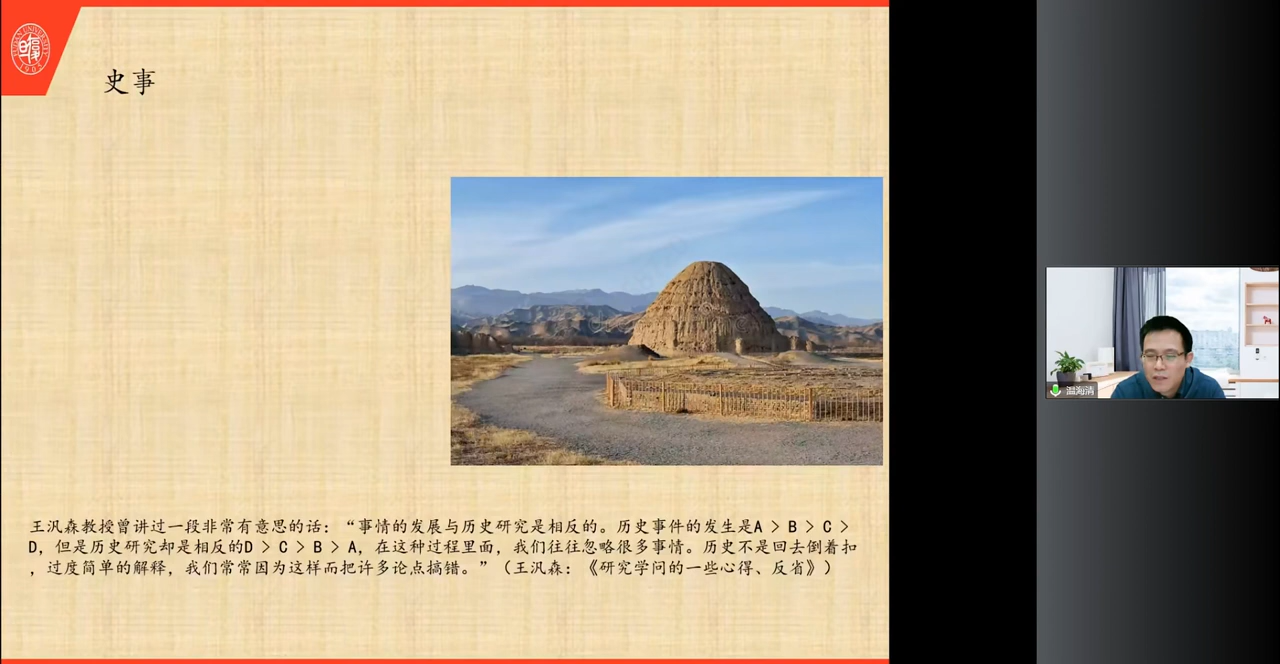 FUDAN UNIVERSITY
1905
史事
王汎森教授曾讲过一段非常有意思的话：“事情的发展与历史研究是相反的。历史事件的发生是A > B > C >
D，但是历史研究却是相反的D > C > B > A，在这种过程里面，我们往往忽略很多事情。历史不是回去倒着扣
，过度简单的解释，我们常常因为这样而把许多论点搞错。”（王汎森：《研究学问的一些心得、反省》）
温海清